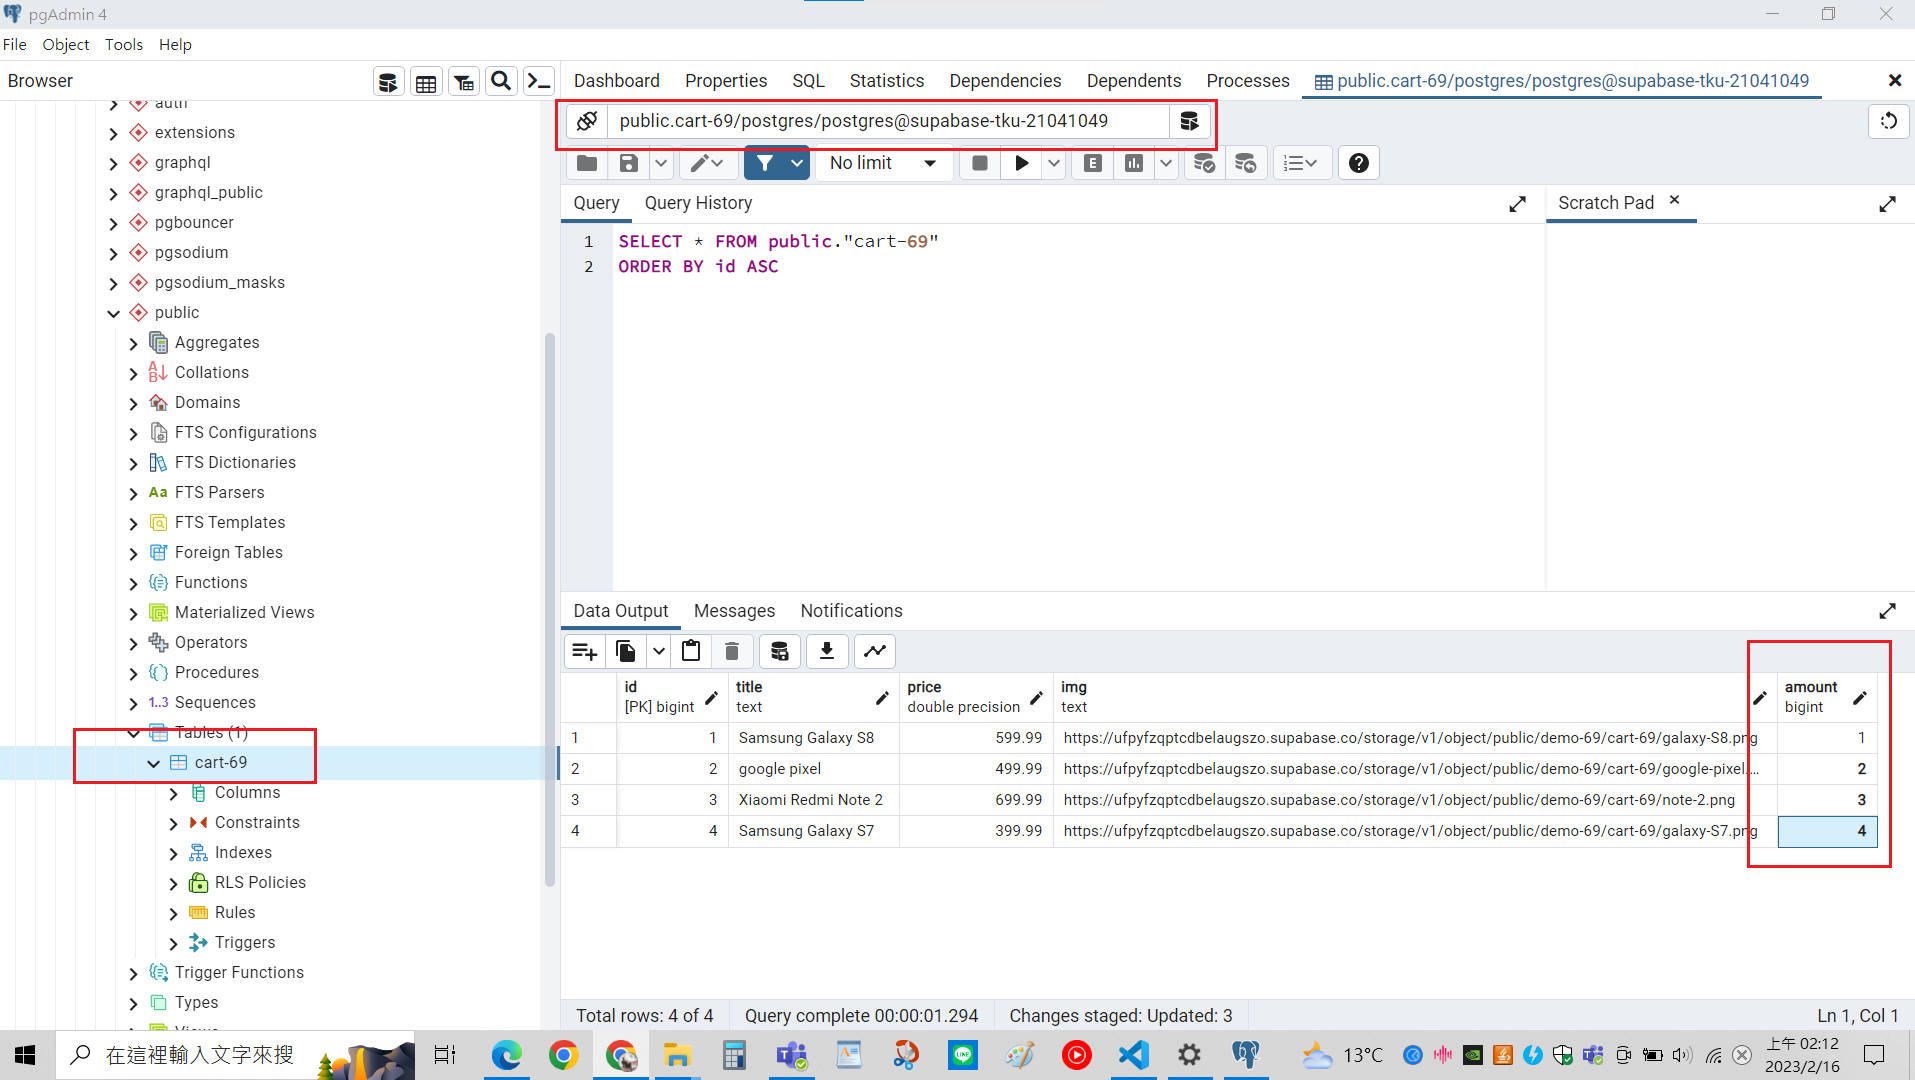 pgAdmin 4
File Object Tools Help
Browser
Dashboard Properties SQL Statistics Dependencies Dependents Processes public.cart-69/postgres/postgres@supabase-tku-21041049
auth
extensions
graphql
graphql_public
pgbouncer
pgsodium
pgsodium_masks
public
Aggregates
Collations
Domains
FTS Configurations
FTS Dictionaries
Aa FTS Parsers
FTS Templates
Foreign Tables
Functions
Materialized Views
Operators
Procedures
1..3 Sequences
Tables (1)
cart-69
Columns
Constraints
Indexes
RLS Policies
Rules
Triggers
Trigger Functions
Types
Views
public.cart-69/postgres/postgres@supabase-tku-21041049
No limit E
Query Query History
Scratch Pad
1 SELECT * FROM public."cart-69"
2 ORDER BY id ASC
Data Output Messages Notifications
id title price img amount
[PK] bigint text double precision text bigint
1 1 Samsung Galaxy S8 599.99 https://ufpyfzqptcdbelaugszo.supabase.co/storage/v1/object/public/demo-69/cart-69/galaxy-S8.png 1
2 2 google pixel 499.99 https://ufpyfzqptcdbelaugszo.supabase.co/storage/v1/object/public/demo-69/cart-69/google-pixel.... 2
3 3 Xiaomi Redmi Note 2 699.99 https://ufpyfzqptcdbelaugszo.supabase.co/storage/v1/object/public/demo-69/cart-69/note-2.png 3
4 4 Samsung Galaxy S7 399.99 https://ufpyfzqptcdbelaugszo.supabase.co/storage/v1/object/public/demo-69/cart-69/galaxy-S7.png 4
Total rows: 4 of 4 Query complete 00:00:01.294 Changes staged: Updated: 3 Ln 1, Col 1
在這裡輸入文字來搜
13°C
上午 02:12
2023/2/16